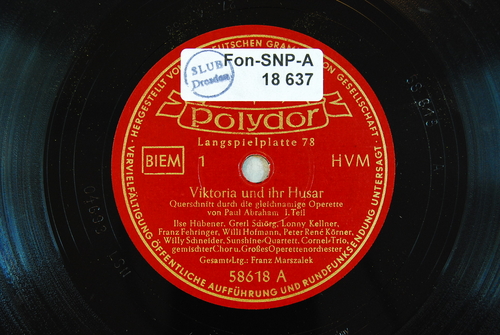 HERGESTELLT VON DER DEUTSCHEN GRAMMOPHON GESELLSCHAFT
VERVIELFÄLTIGUNG, ÖFFENTLICHE AUFFÜHRUNG UND RUNDFUNKSENDUNG UNTERSAGT
SLUB
Dresden
Fon-SNP-A
18 637
Polydor
Langspielplatte 78
BIEM 1 HVM
Viktoria und ihr Husar
Querschnitt durch die gleichnamige Operette
von Paul Abraham 1. Teil
Ilse Hübener, Gretl Schörg, Lonny Kellner,
Franz Fehringer, Willi Hofmann, Peter René Körner,
Willy Schneider, Sunshine-Quartett, Cornel-Trio,
gemischter Chor u. Großes Operettenorchester,
Gesamt-Ltg.: Franz Marszalek
58618 A